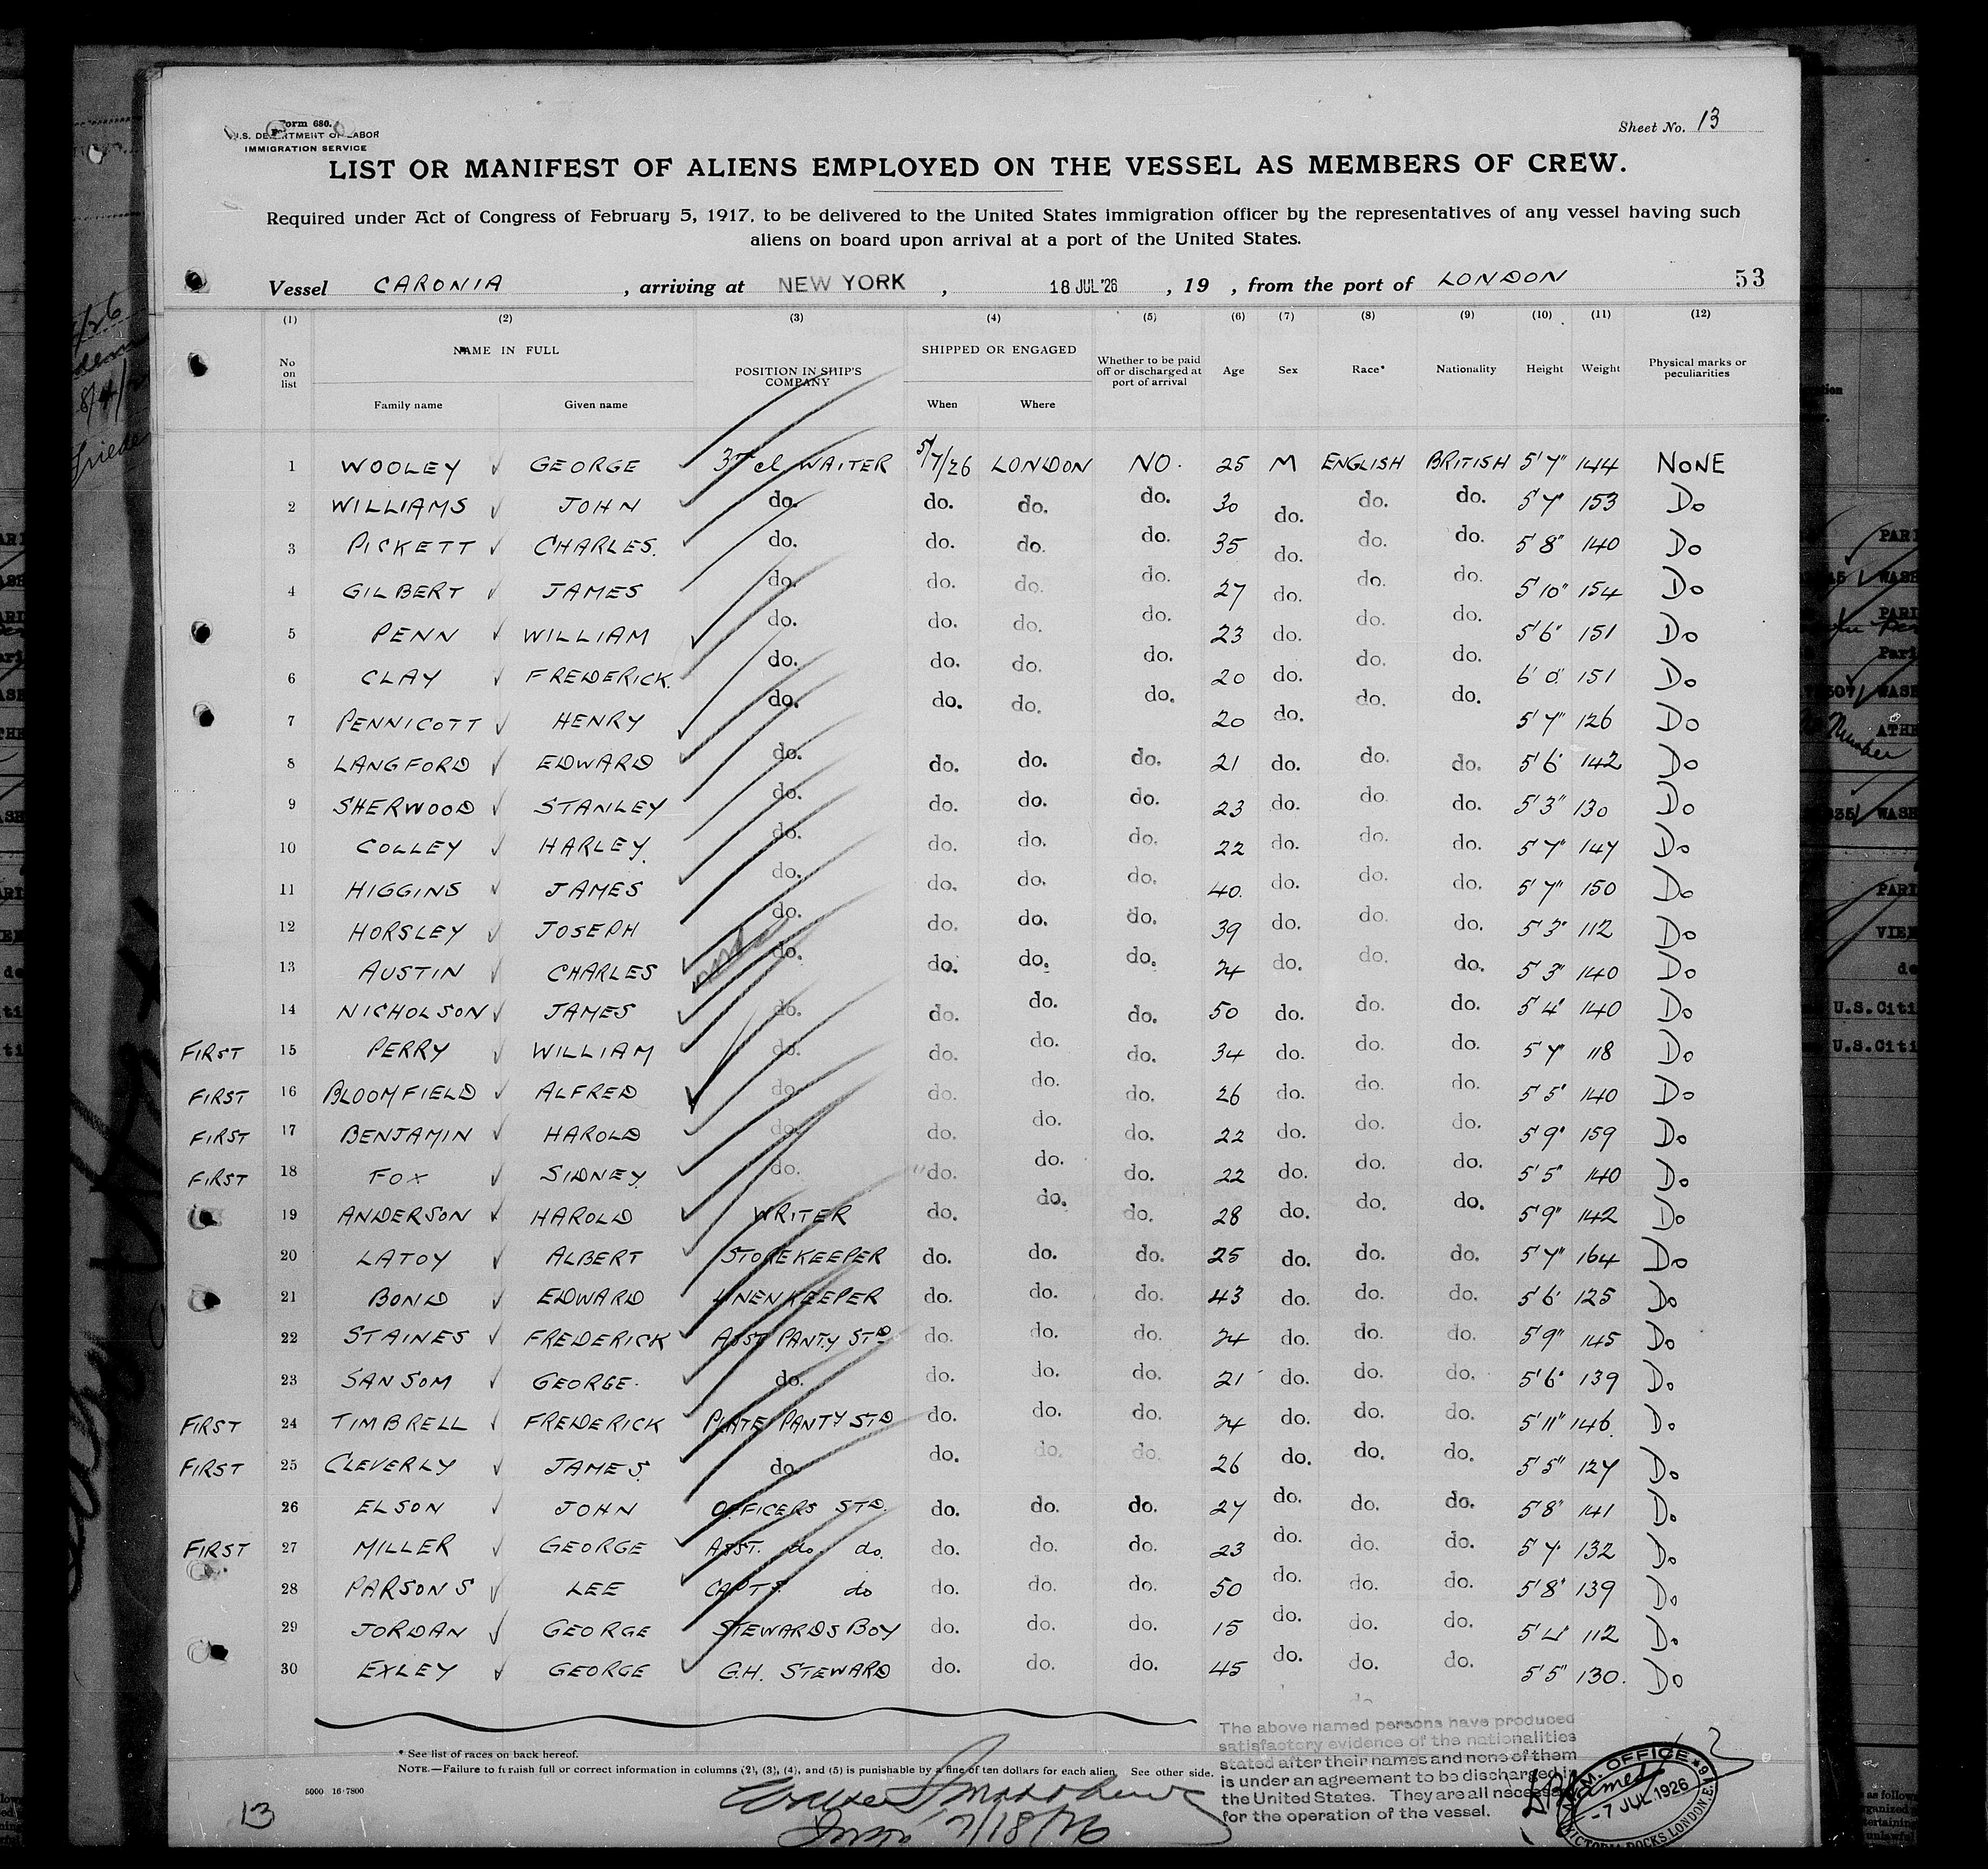 Form 680.
U.S. DEPARTMENT OF LABOR
IMMIGRATION SERVICE
Sheet No. 13
LIST OR MANIFEST OF ALIENS EMPLOYED ON THE VESSEL AS MEMBERS OF CREW.
Required under Act of Congress of February 5, 1917, to be delivered to the United States immigration officer by the representatives of any vessel having such
aliens on board upon arrival at a port of the United States.
Vessel CARONIA, arriving at NEW YORK, 18 JUL '26, 19 , from the port of LONDON 53
(1) (2) (3) (4) (5) (6) (7) (8) (9) (10) (11) (12)
No on list NAME IN FULL Family name Given name POSITION IN SHIP'S COMPANY SHIPPED OR ENGAGED When Where Whether to be paid off or discharged at port of arrival Age Sex Race* Nationality Height Weight Physical marks or peculiarities
1 WOOLEY GEORGE 3rd cl WAITER 5/7/26 LONDON NO. 25 M ENGLISH BRITISH 5'7" 144 NONE
2 WILLIAMS JOHN do. do. do. do. 30 do. do. do. 5'7" 153 Do
3 PICKETT CHARLES. do. do. do. do. 35 do. do. do. 5'8" 140 Do
4 GILBERT JAMES do. do. do. do. 27 do. do. do. 5'10" 154 Do
5 PENN WILLIAM do. do. do. do. 23 do. do. do. 5'6" 151 Do
6 CLAY FREDERICK. do. do. do. do. 20 do. do. do. 6'0" 151 Do
7 PENNICOTT HENRY do. do. do. do. 20 do. do. do. 5'7" 126 Do
8 LANGFORD EDWARD do. do. do. do. 21 do. do. do. 5'6" 142 Do
9 SHERWOOD STANLEY do. do. do. do. 23 do. do. do. 5'3" 130 Do
10 COLLEY HARLEY. do. do. do. do. 22 do. do. do. 5'7" 147 Do
11 HIGGINS JAMES do. do. do. do. 40. do. do. do. 5'7" 150 Do
12 HORSLEY JOSEPH do. do. do. do. 39 do. do. do. 5'3" 112 Do
13 AUSTIN CHARLES do. do. do. do. 24 do. do. do. 5'3" 140 Do
14 NICHOLSON JAMES do. do. do. do. 50 do. do. do. 5'4" 140 Do
FIRST 15 PERRY WILLIAM do. do. do. do. 34 do. do. do. 5'7" 118 Do
FIRST 16 BLOOMFIELD ALFRED do. do. do. do. 26 do. do. do. 5'5" 140 Do
FIRST 17 BENJAMIN HAROLD do. do. do. do. 22 do. do. do. 5'9" 159 Do
FIRST 18 FOX SIDNEY. do. do. do. do. 22 do. do. do. 5'5" 140 Do
19 ANDERSON HAROLD WRITER do. do. do. 28 do. do. do. 5'9" 142 Do
20 LATOY ALBERT STOREKEEPER do. do. do. 25 do. do. do. 5'7" 164 Do
21 BOND EDWARD LINENKEEPER do. do. do. 43 do. do. do. 5'6" 125 Do
22 STAINES FREDERICK ASST PANTY STD do. do. do. 24 do. do. do. 5'9" 145 Do
23 SANSOM GEORGE. do. do. do. do. 21 do. do. do. 5'6" 139 Do
FIRST 24 TIMBRELL FREDERICK PLATE PANTY STD do. do. do. 24 do. do. do. 5'11" 146. Do
FIRST 25 CLEVERLY JAMES. do. do. do. do. 26 do. do. do. 5'5" 127 Do
26 ELSON JOHN OFFICERS STD. do. do. do. 27 do. do. do. 5'8" 141 Do
FIRST 27 MILLER GEORGE ASST. do. do. do. do. do. 23 do. do. do. 5'7" 132 Do
28 PARSONS LEE CAPT'S do do. do. do. 50 do. do. do. 5'8" 139 Do
29 JORDAN GEORGE STEWARDS BOY do. do. do. 15 do. do. do. 5'4" 112 Do
30 EXLEY GEORGE G.H. STEWARD do. do. do. 45 do. do. do. 5'5" 130. Do
The above named persons have produced
satisfactory evidence of the nationalities
stated after their names and none of them
is under an agreement to be discharged in
the United States. They are all necessary
for the operation of the vessel.
* See list of races on back hereof.
NOTE.—Failure to furnish full or correct information in columns (2), (3), (4), and (5) is punishable by a fine of ten dollars for each alien. See other side.
5000 16-7800
13
7/18/26
IMM. OFFICE
-7 JUL 1926
VICTORIA DOCKS. LONDON. E.16